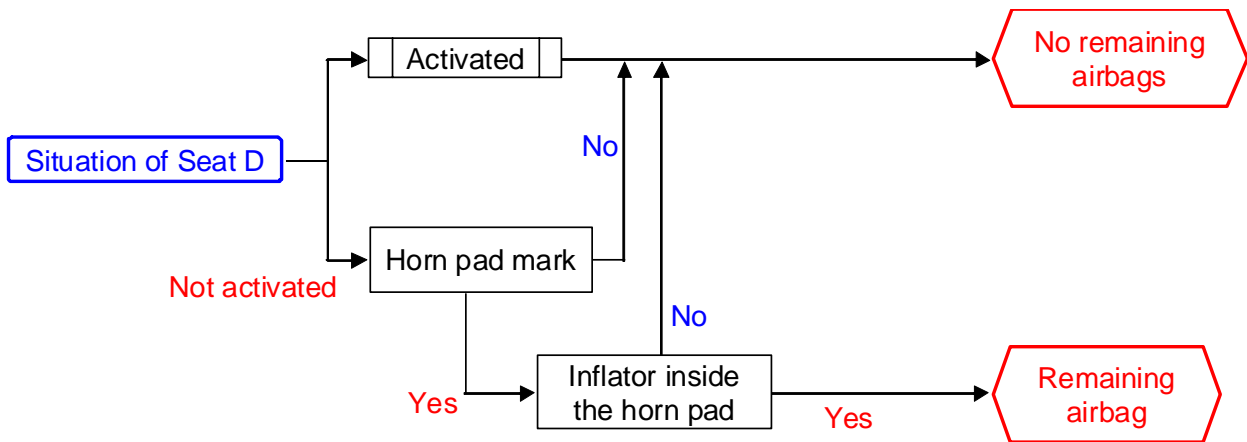 Activated
No remaining
airbags
No
Situation of Seat D
Horn pad mark
Not activated
No
Inflator inside
the horn pad
Yes
Yes
Remaining
airbag